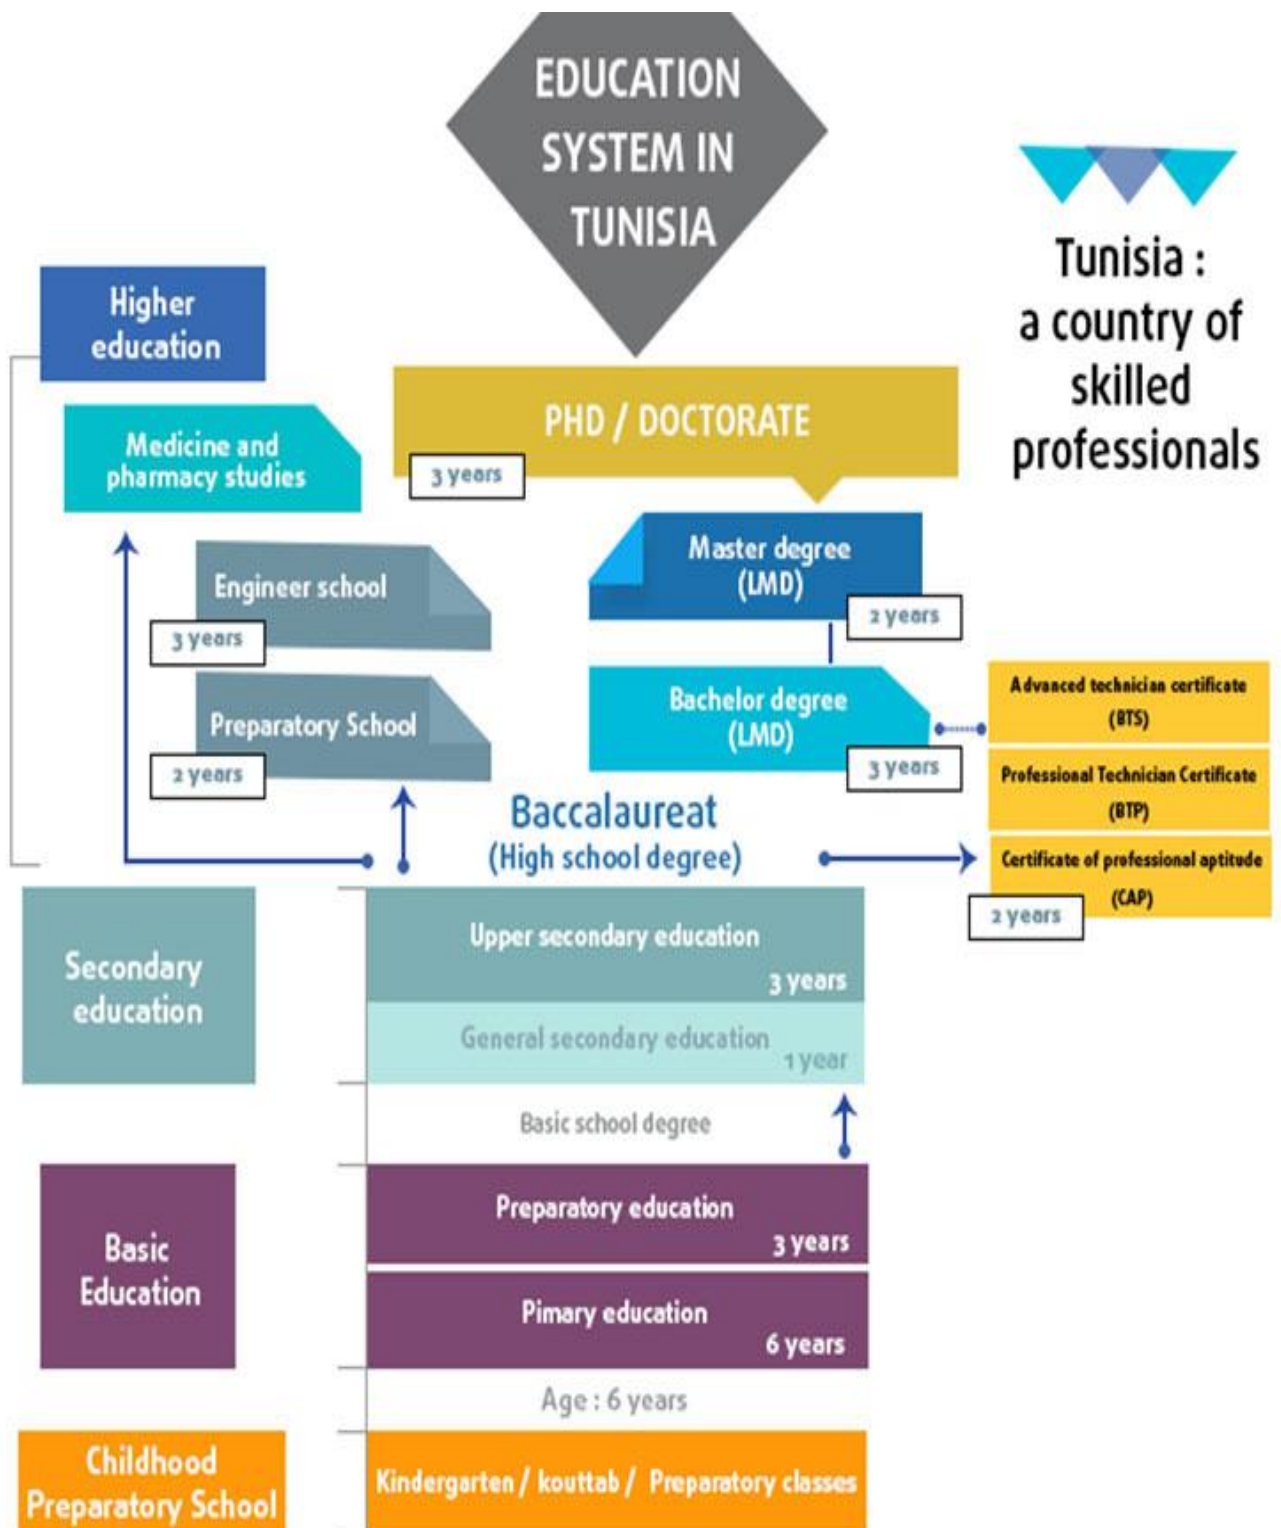 EDUCATION
SYSTEM IN
TUNISIA
Tunisia :
a country of
skilled
professionals
Higher
education
PHD / DOCTORATE
3 years
Medicine and
pharmacy studies
Master degree
(LMD)
2 years
Engineer school
3 years
Bachelor degree
(LMD)
3 years
Preparatory School
2 years
Advanced technician certificate
(BTS)
Professional Technician Certificate
(BTP)
Certificate of professional aptitude
(CAP)
2 years
Baccalaureat
(High school degree)
Secondary
education
Upper secondary education
3 years
General secondary education
1 year
Basic school degree
Basic
Education
Preparatory education
3 years
Pimary education
6 years
Age : 6 years
Childhood
Preparatory School
Kindergarten / kouttab / Preparatory classes